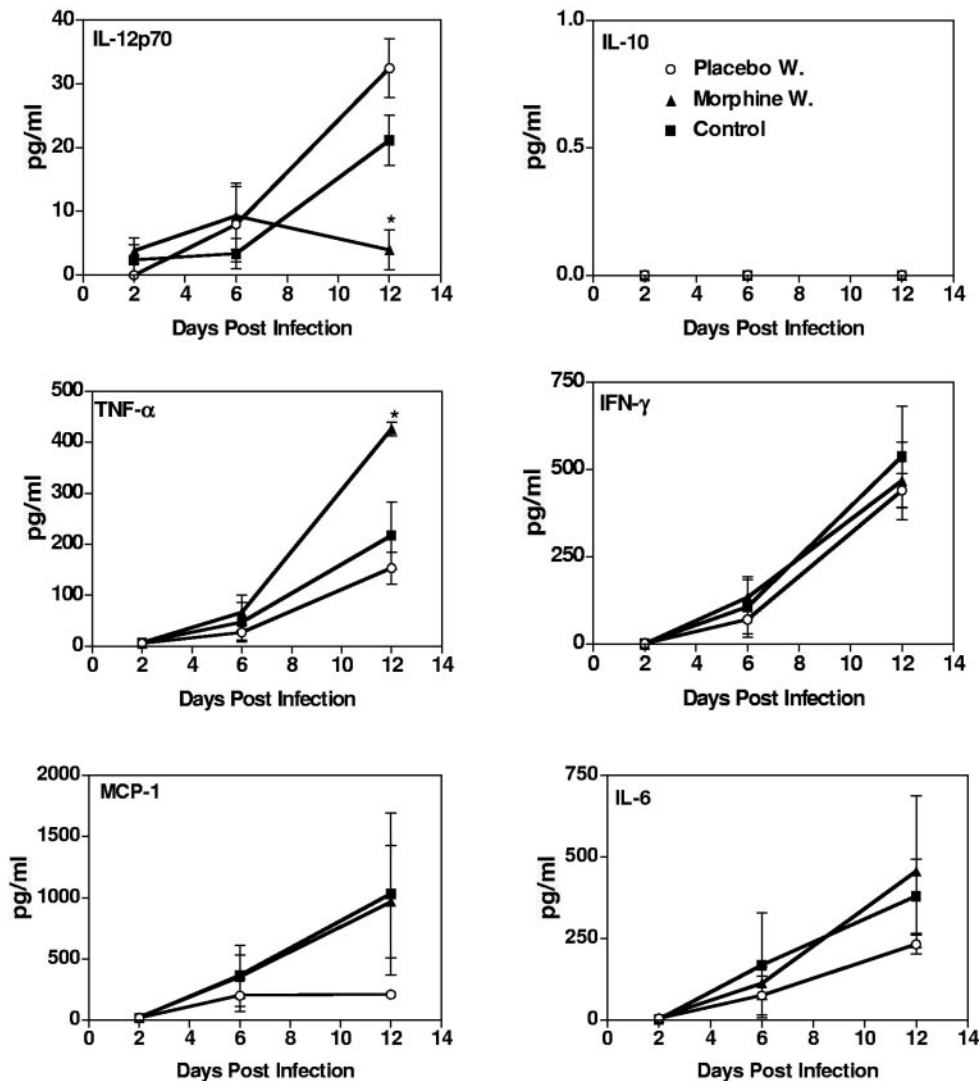 IL-12p70
40
30
20
10
0
pg/ml
*
0 2 4 6 8 10 12 14
Days Post Infection
IL-10
Placebo W.
Morphine W.
Control
1.0
0.5
0.0
pg/ml
0 2 4 6 8 10 12 14
Days Post Infection
TNF-α
500
400
300
200
100
0
pg/ml
*
0 2 4 6 8 10 12 14
Days Post Infection
IFN-γ
750
500
250
0
pg/ml
0 2 4 6 8 10 12 14
Days Post Infection
MCP-1
2000
1500
1000
500
0
pg/ml
0 2 4 6 8 10 12 14
Days Post Infection
IL-6
750
500
250
0
pg/ml
0 2 4 6 8 10 12 14
Days Post Infection